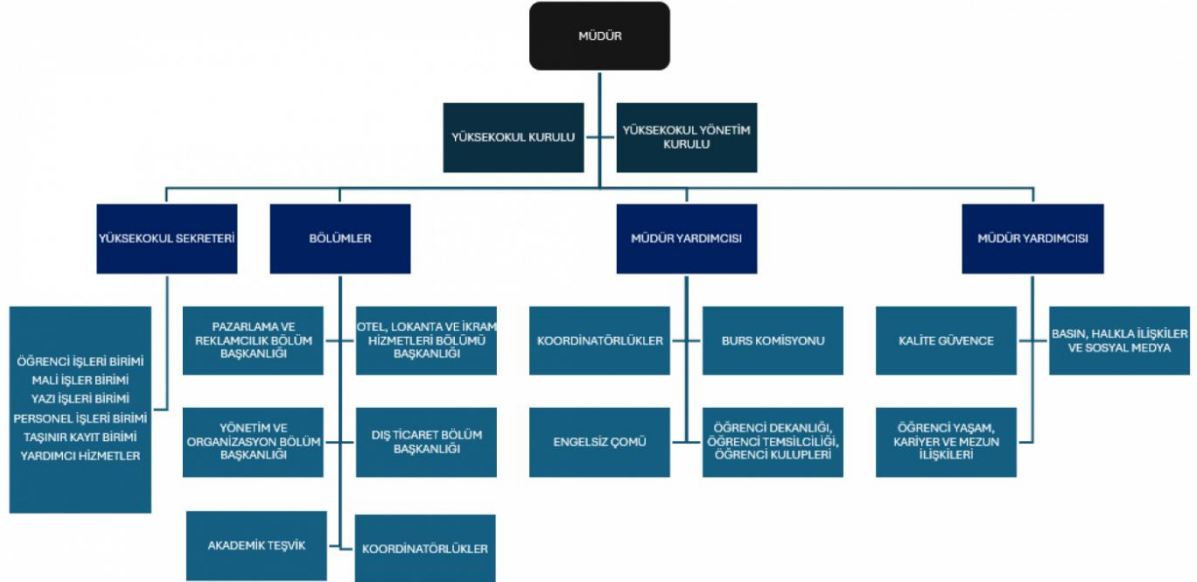 MÜDÜR
YÜKSEKOKUL KURULU
YÜKSEKOKUL YÖNETİM
KURULU
YÜKSEKOKUL SEKRETERİ
BÖLÜMLER
MÜDÜR YARDIMCISI
MÜDÜR YARDIMCISI
ÖĞRENCİ İŞLERİ BİRİMİ
MALİ İŞLER BİRİMİ
YAZI İŞLERİ BİRİMİ
PERSONEL İŞLERİ BİRİMİ
TAŞINIR KAYIT BİRİMİ
YARDIMCI HİZMETLER
PAZARLAMA VE
REKLAMCILIK BÖLÜM
BAŞKANLIĞI
OTEL, LOKANTA VE İKRAM
HİZMETLERİ BÖLÜMÜ
BAŞKANLIĞI
YÖNETİM VE
ORGANİZASYON BÖLÜM
BAŞKANLIĞI
DIŞ TİCARET BÖLÜM
BAŞKANLIĞI
AKADEMİK TEŞVİK
KOORDİNATÖRLÜKLER
KOORDİNATÖRLÜKLER
BURS KOMİSYONU
ENGELSİZ ÇOMÜ
ÖĞRENCİ DEKANLIĞI,
ÖĞRENCİ TEMSİLCİLİĞİ,
ÖĞRENCİ KULUPLERİ
KALİTE GÜVENCE
BASIN, HALKLA İLİŞKİLER
VE SOSYAL MEDYA
ÖĞRENCİ YAŞAM,
KARİYER VE MEZUN
İLİŞKİLERİ